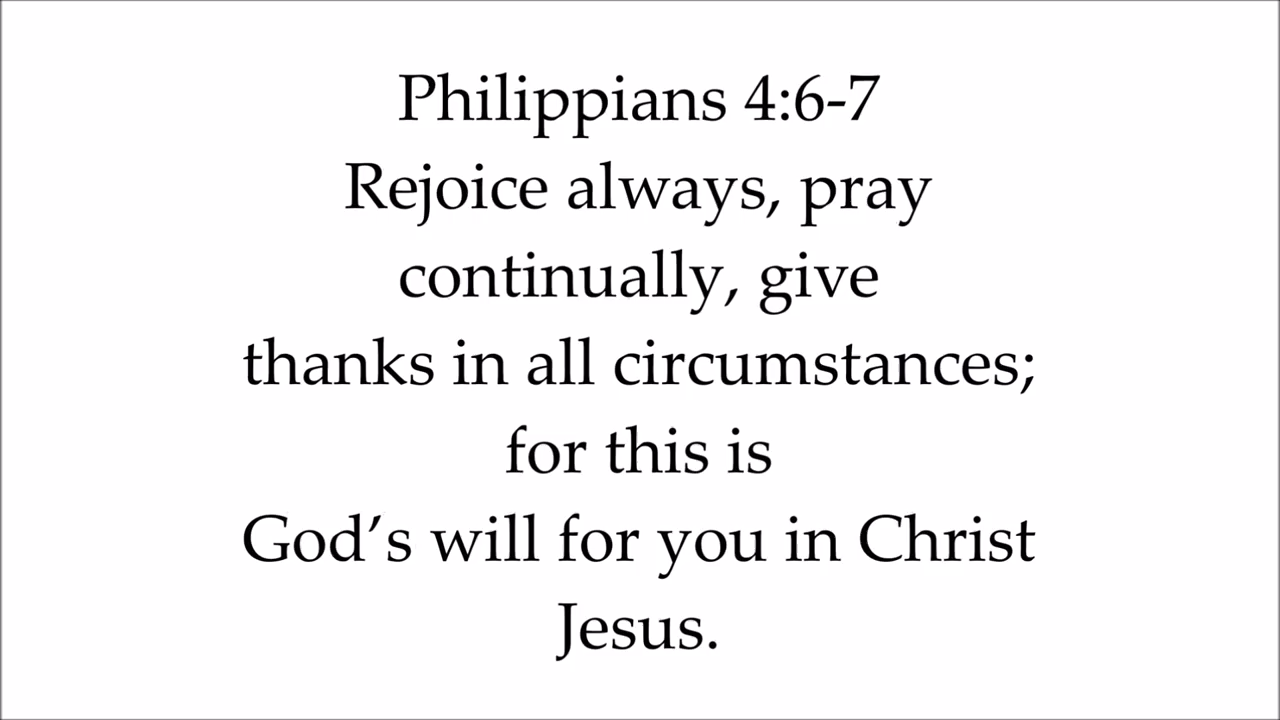 Philippians 4:6-7
Rejoice always, pray
continually, give
thanks in all circumstances;
for this is
God’s will for you in Christ
Jesus.